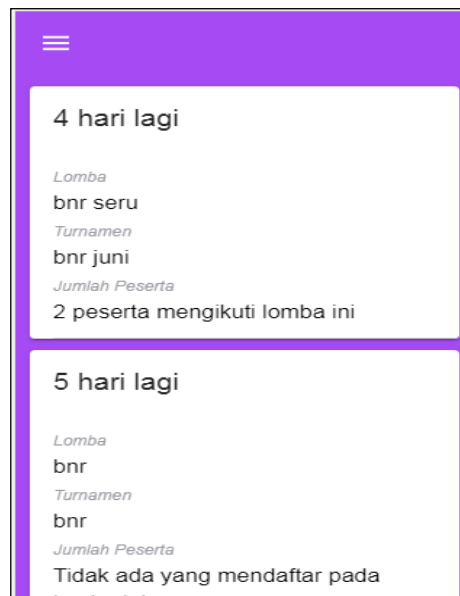 4 hari lagi
Lomba
bnr seru
Turnamen
bnr juni
Jumlah Peserta
2 peserta mengikuti lomba ini
5 hari lagi
Lomba
bnr
Turnamen
bnr
Jumlah Peserta
Tidak ada yang mendaftar pada